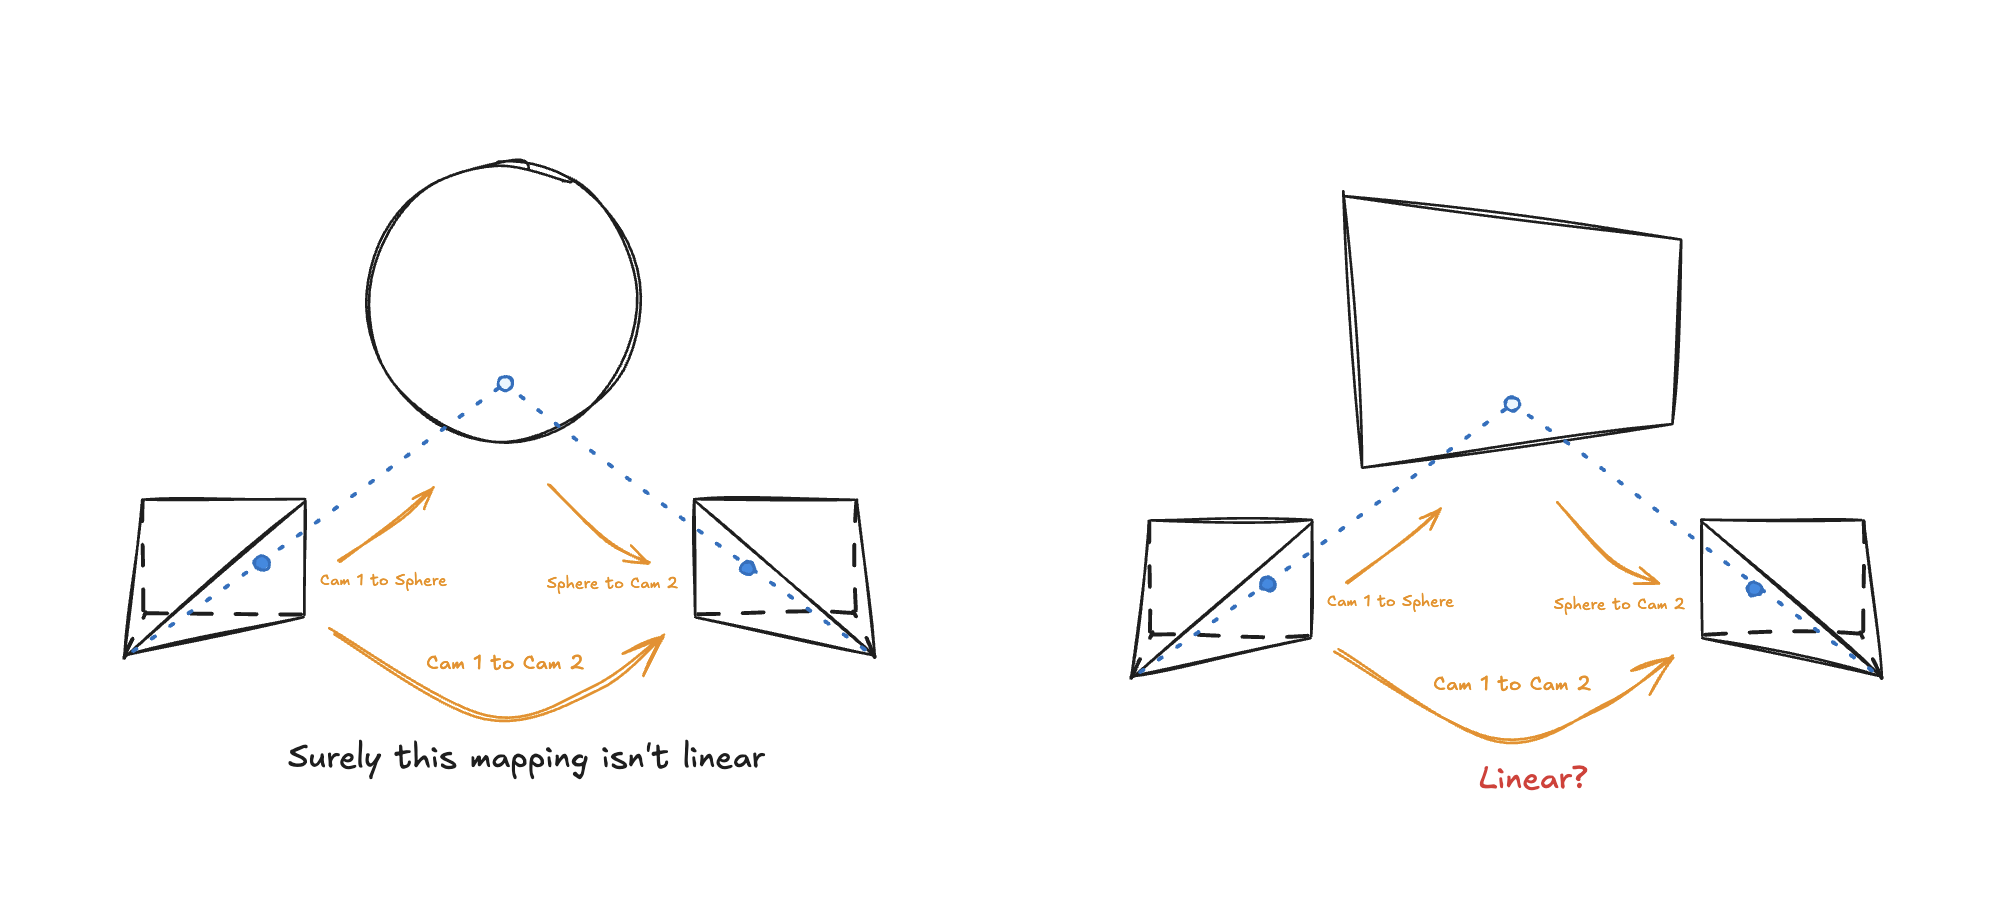 Cam 1 to Sphere
Sphere to Cam 2
Cam 1 to Cam 2
Surely this mapping isn't linear
Cam 1 to Sphere
Sphere to Cam 2
Cam 1 to Cam 2
Linear?